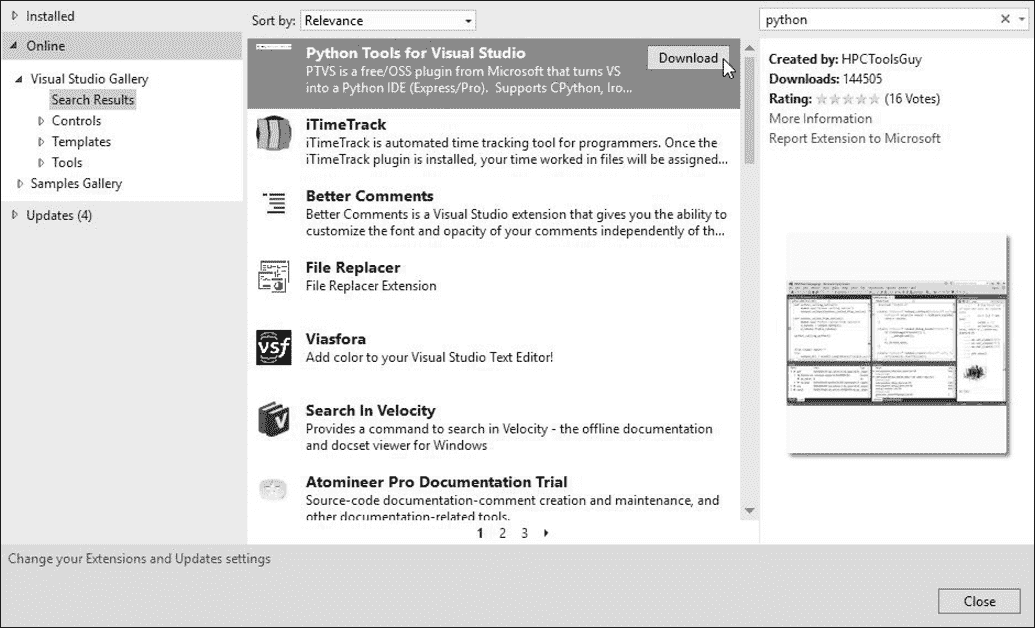 Installed
Online
Visual Studio Gallery
Search Results
Controls
Templates
Tools
Samples Gallery
Updates (4)
Sort by: Relevance
Python Tools for Visual Studio
Download
PTVS is a free/OSS plugin from Microsoft that turns VS
into a Python IDE (Express/Pro). Supports CPython, Iro...
iTimeTrack
iTimeTrack is automated time tracking tool for programmers. Once the
iTimeTrack plugin is installed, your time worked in files will be assigned...
Better Comments
Better Comments is a Visual Studio extension that gives you the ability to
customize the font and opacity of your comments independently of th...
File Replacer
File Replacer Extension
vsf
Viasfora
Add color to your Visual Studio Text Editor!
Search In Velocity
Provides a command to search in Velocity - the offline documentation
and docset viewer for Windows
Atomineer Pro Documentation Trial
Source-code documentation-comment creation and maintenance, and
other documentation-related tools.
1 2 3
python
Created by: HPCToolsGuy
Downloads: 144505
Rating: (16 Votes)
More Information
Report Extension to Microsoft
Change your Extensions and Updates settings
Close